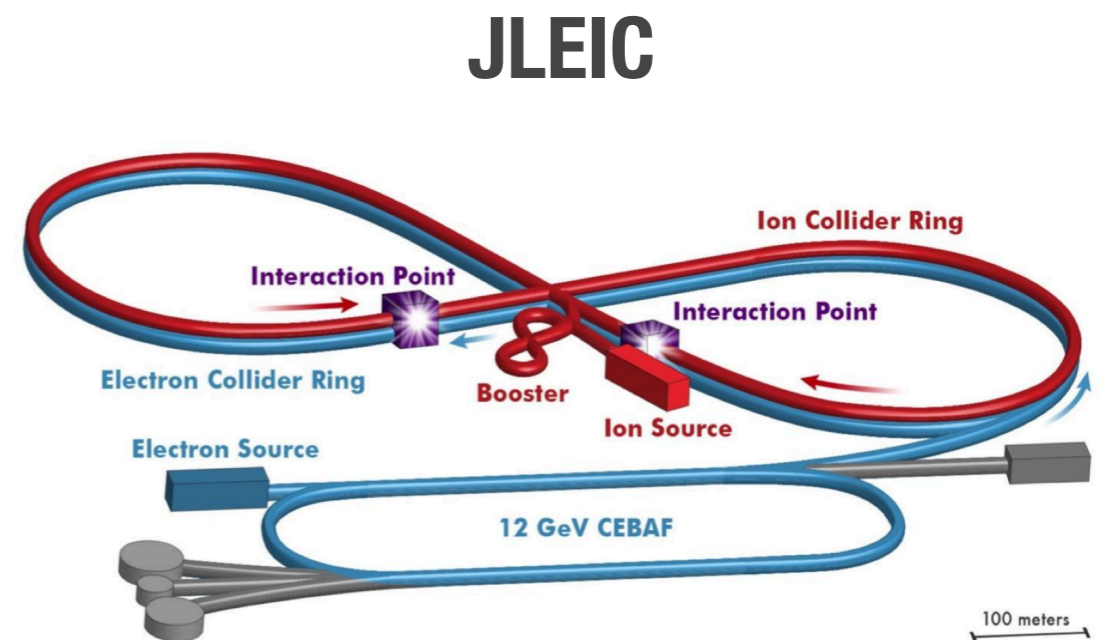 JLEIC
Ion Collider Ring
Interaction Point
Interaction Point
Electron Collider Ring
Booster
Ion Source
Electron Source
12 GeV CEBAF
100 meters